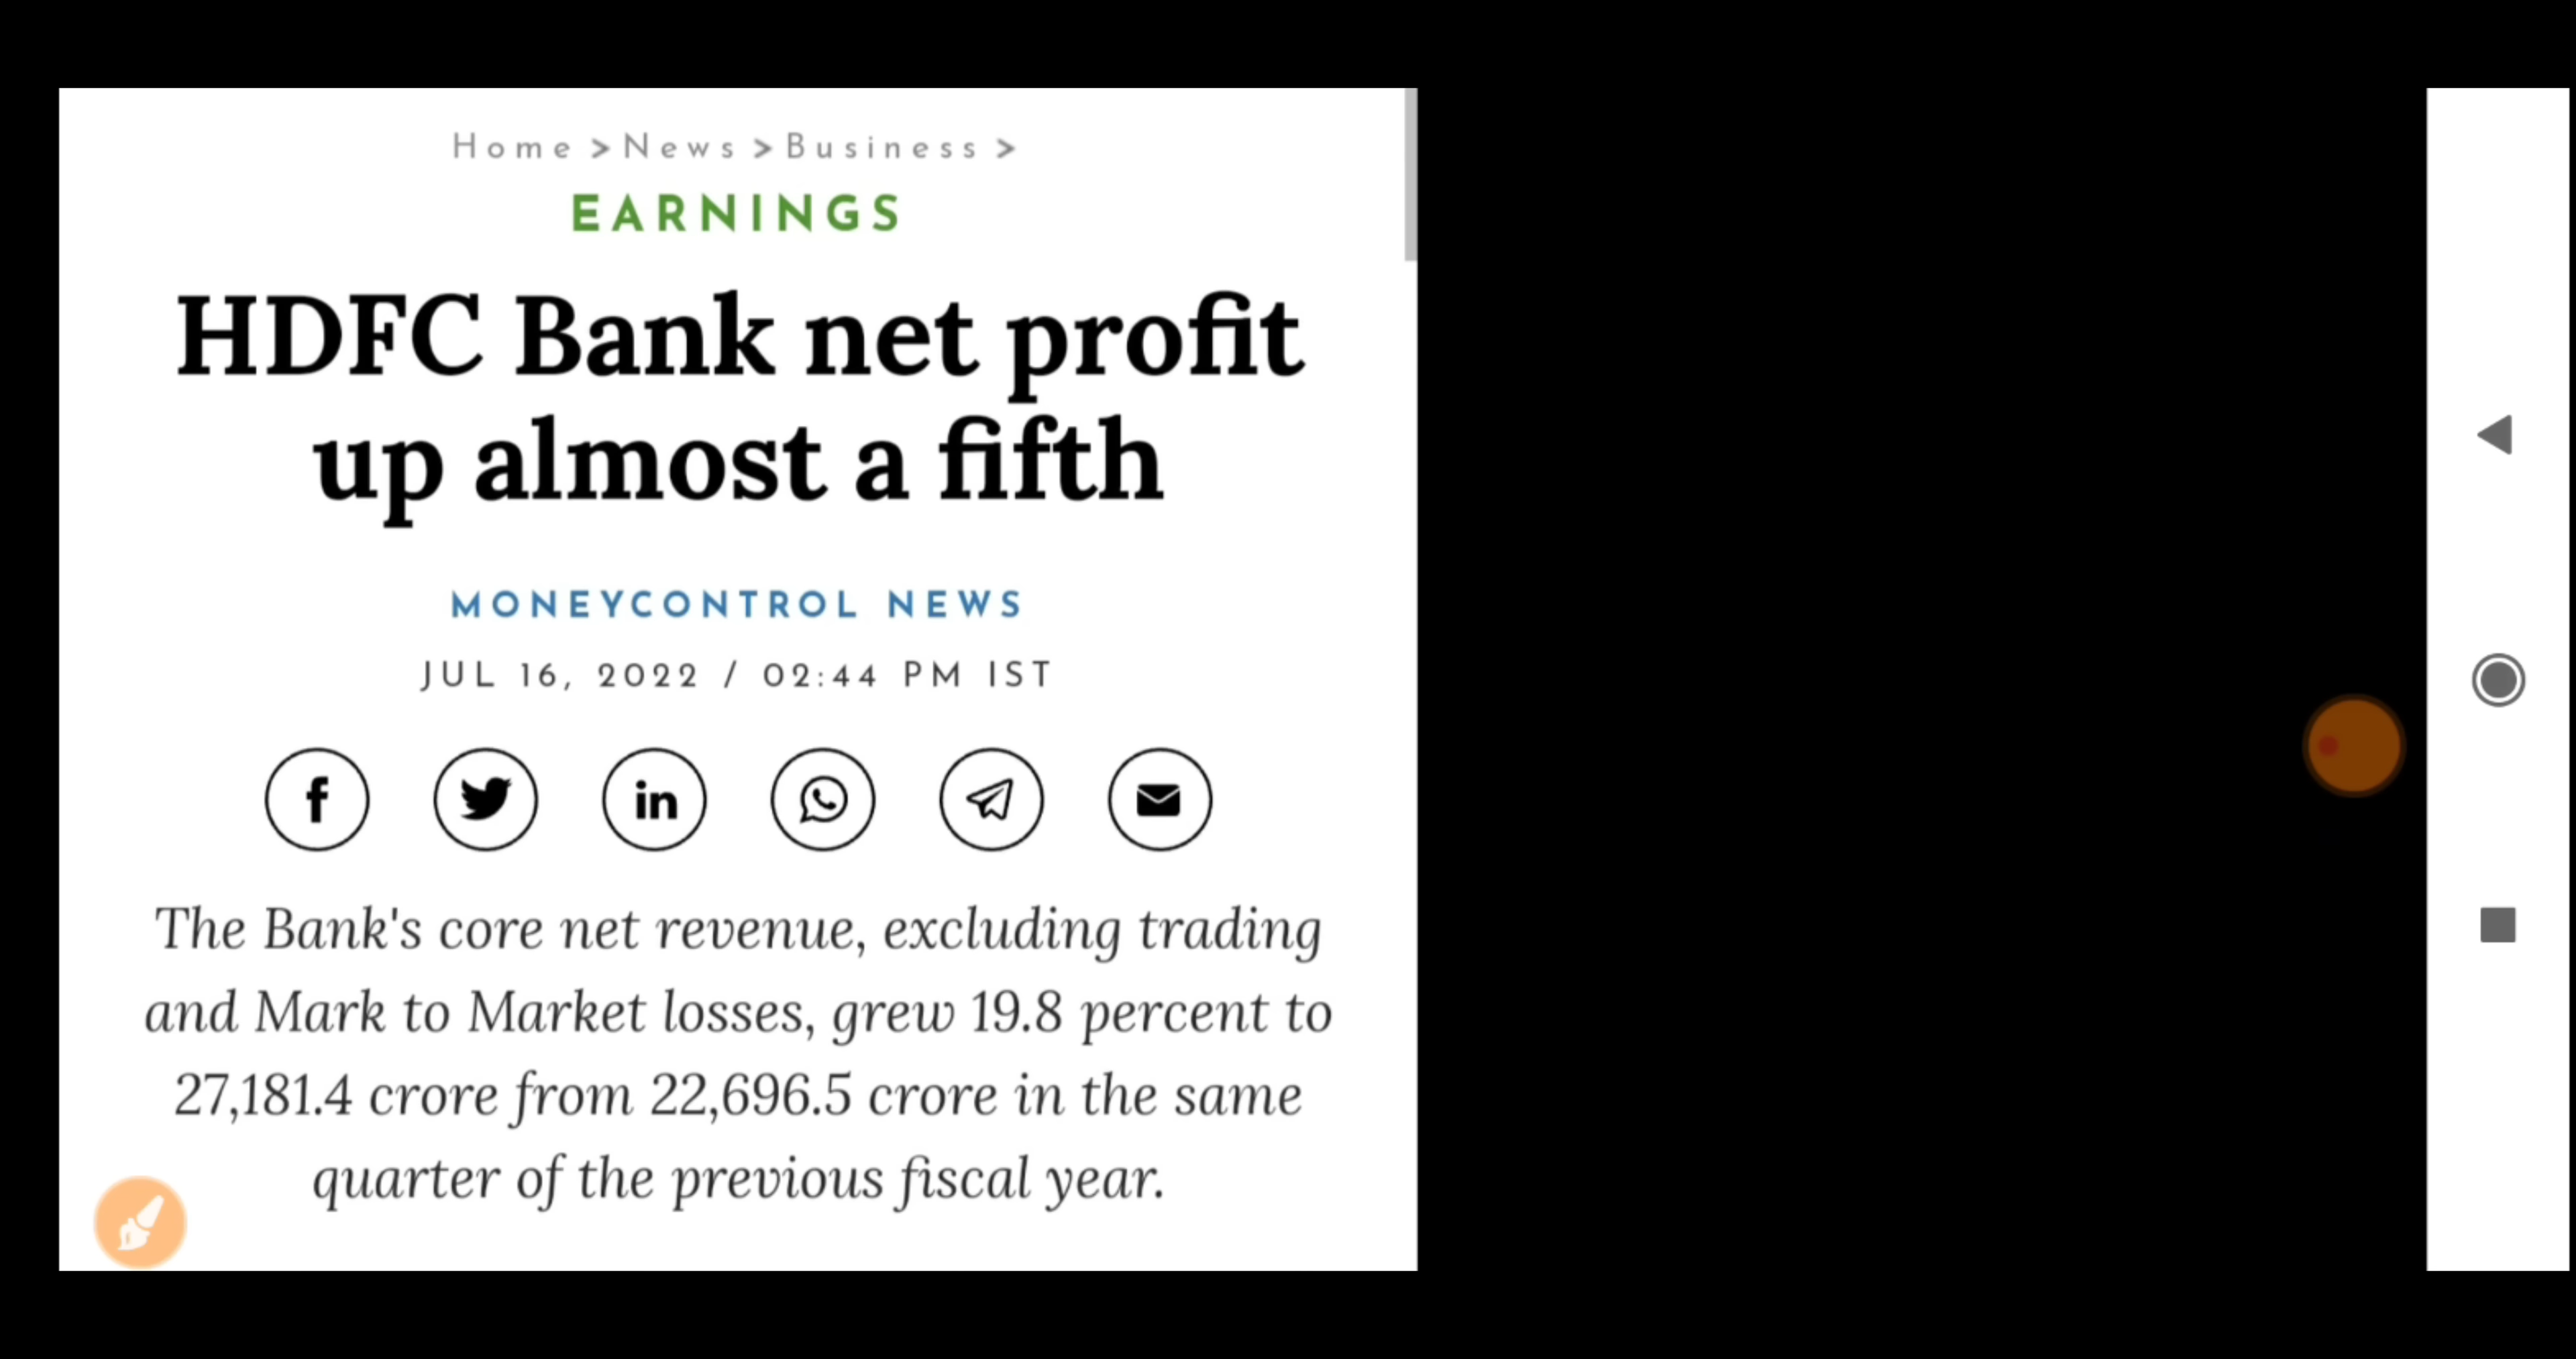 Home > News > Business >
EARNINGS
HDFC Bank net profit
up almost a fifth
MONEYCONTROL NEWS
JUL 16, 2022 / 02:44 PM IST
The Bank's core net revenue, excluding trading
and Mark to Market losses, grew 19.8 percent to
27,181.4 crore from 22,696.5 crore in the same
quarter of the previous fiscal year.